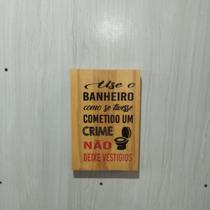 Use o
BANHEIRO
como se tivesse
COMETIDO UM
CRIME
NÃO
DEIXE VESTÍGIOS